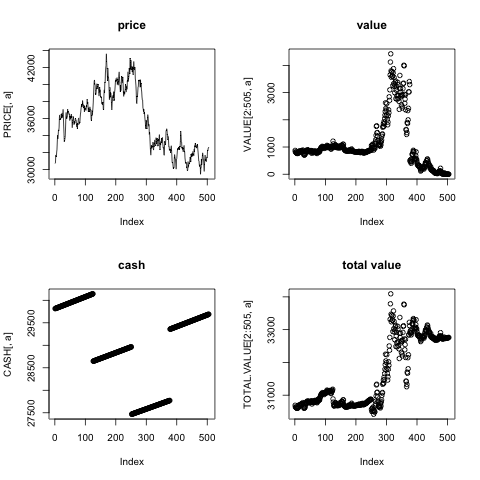 price
PRICE[, a]
30000 36000 42000
0 100 200 300 400 500
Index
value
VALUE[2:505, a]
0 1000 3000
0 100 200 300 400 500
Index
cash
CASH[, a]
27500 28500 29500
0 100 200 300 400 500
Index
total value
TOTAL.VALUE[2:505, a]
31000 33000
0 100 200 300 400 500
Index